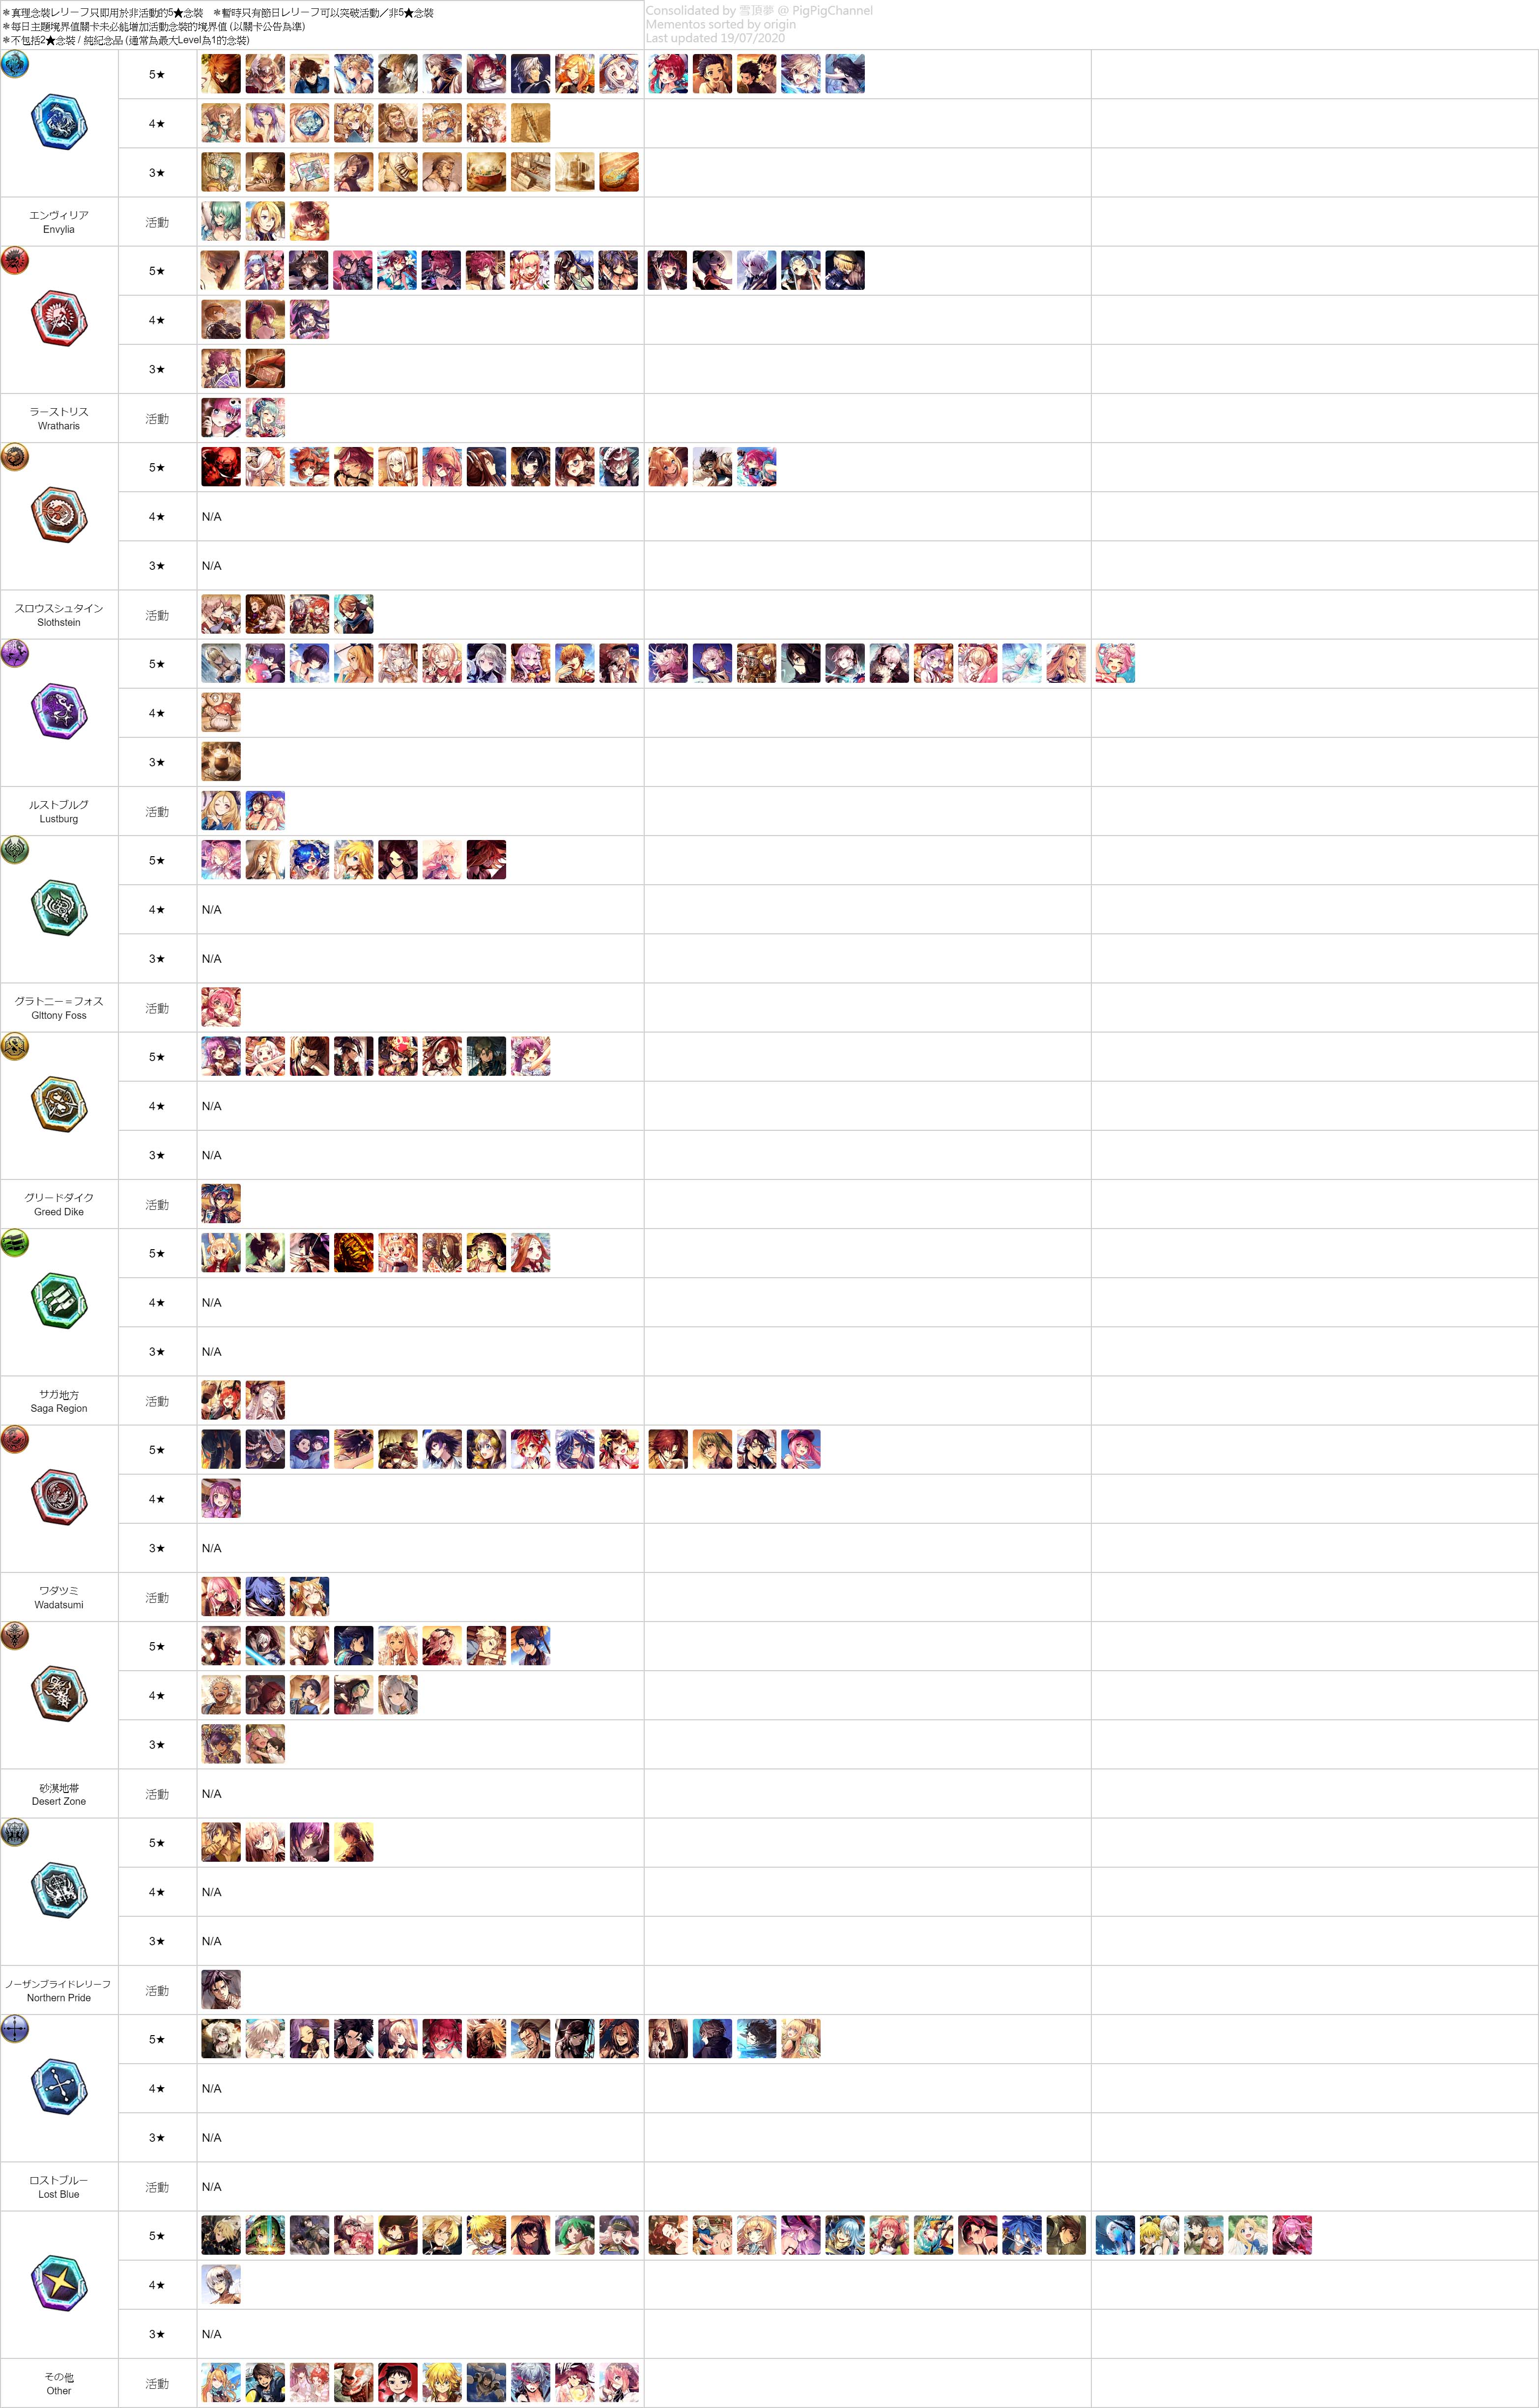 ＊真理念裝レリーフ只即用於非活動的5★念裝　＊暫時只有節日レリーフ可以突破活動／非5★念裝
＊每日主題境界值關卡未必能增加活動念裝的境界值 (以關卡公告為準)
＊不包括2★念裝 / 純紀念品 (通常為最大Level為1的念裝)
Consolidated by 雪頂夢 @ PigPigChannel
Mementos sorted by origin
Last updated 19/07/2020
5★
4★
3★
エンヴィリア
Envylia
活動
5★
4★
3★
ラーストリス
Wratharis
活動
5★
4★
N/A
3★
N/A
スロウスシュタイン
Slothstein
活動
5★
4★
3★
ルストブルグ
Lustburg
活動
5★
4★
N/A
3★
N/A
グラトニー＝フォス
Glttony Foss
活動
5★
4★
N/A
3★
N/A
グリードダイク
Greed Dike
活動
5★
4★
N/A
3★
N/A
サガ地方
Saga Region
活動
5★
4★
3★
N/A
ワダツミ
Wadatsumi
活動
5★
4★
3★
砂漠地帯
Desert Zone
活動
N/A
5★
4★
N/A
3★
N/A
ノーザンブライドレリーフ
Northern Pride
活動
5★
4★
N/A
3★
N/A
ロストブルー
Lost Blue
活動
N/A
5★
4★
3★
N/A
その他
Other
活動